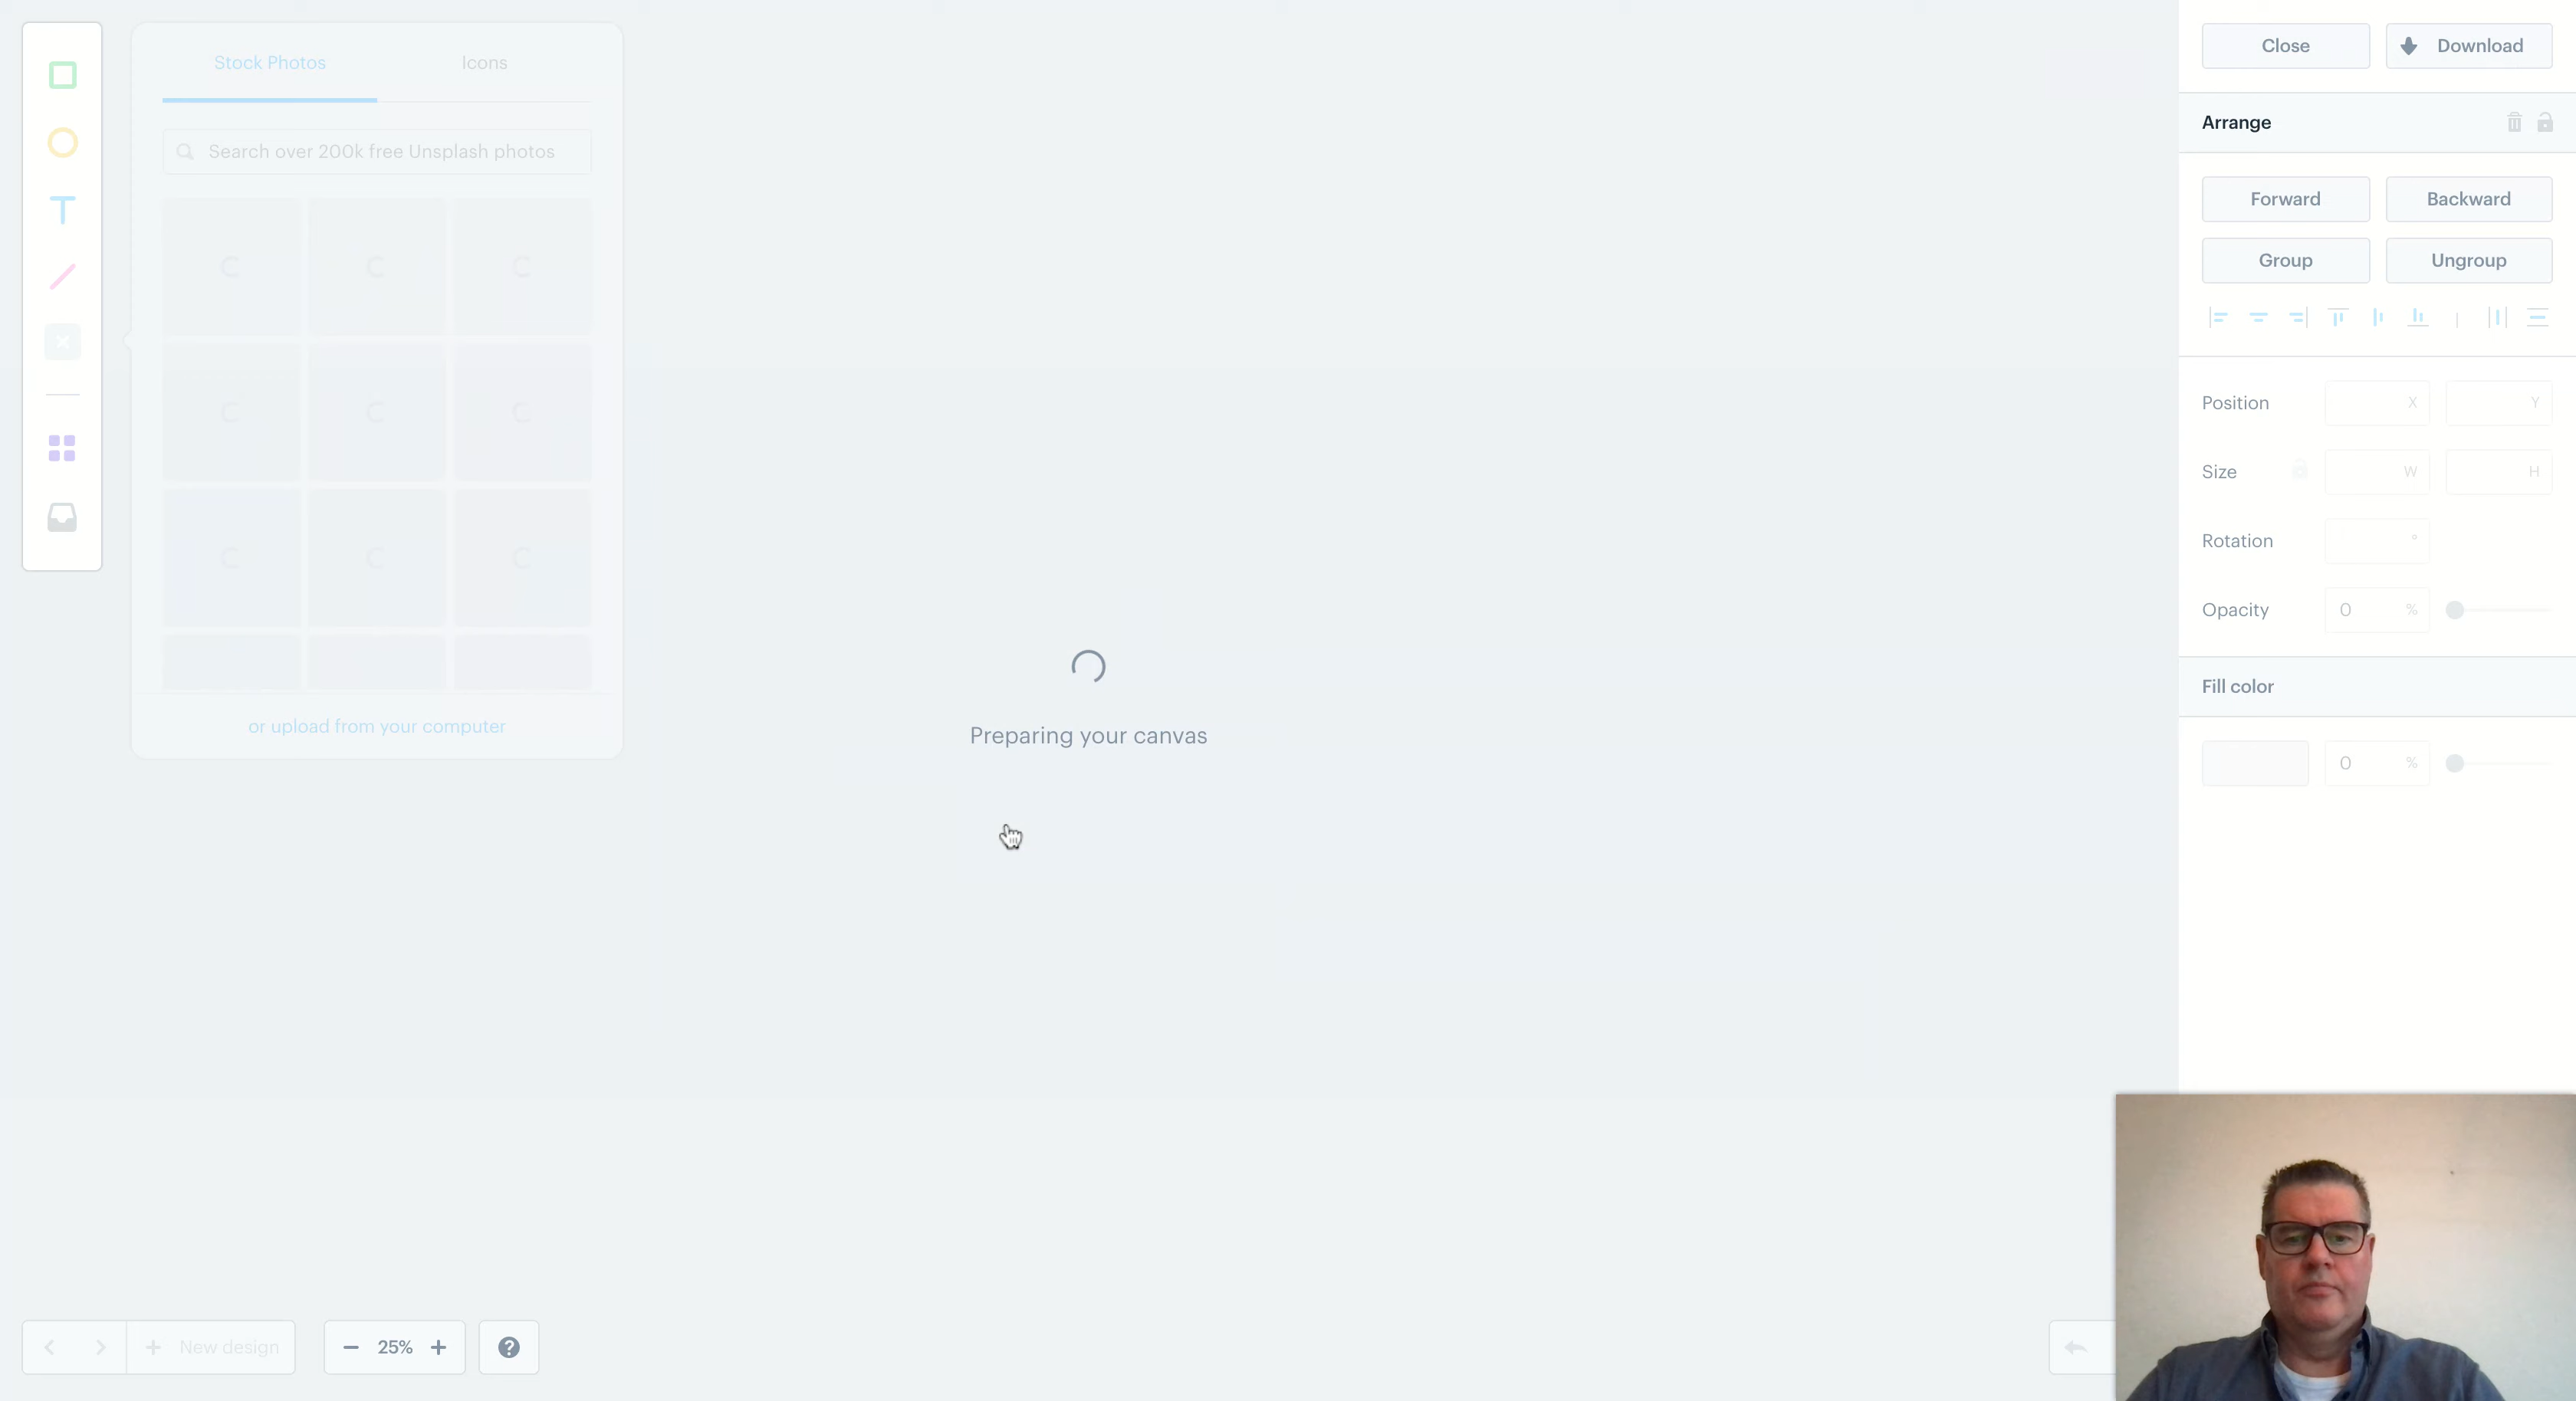 Stock Photos
Icons
Search over 200k free Unsplash photos
or upload from your computer
Preparing your canvas
New design
25%
Close
Download
Arrange
Forward
Backward
Group
Ungroup
Position
X
Y
Size
W
H
Rotation
°
Opacity
0 %
Fill color
0 %